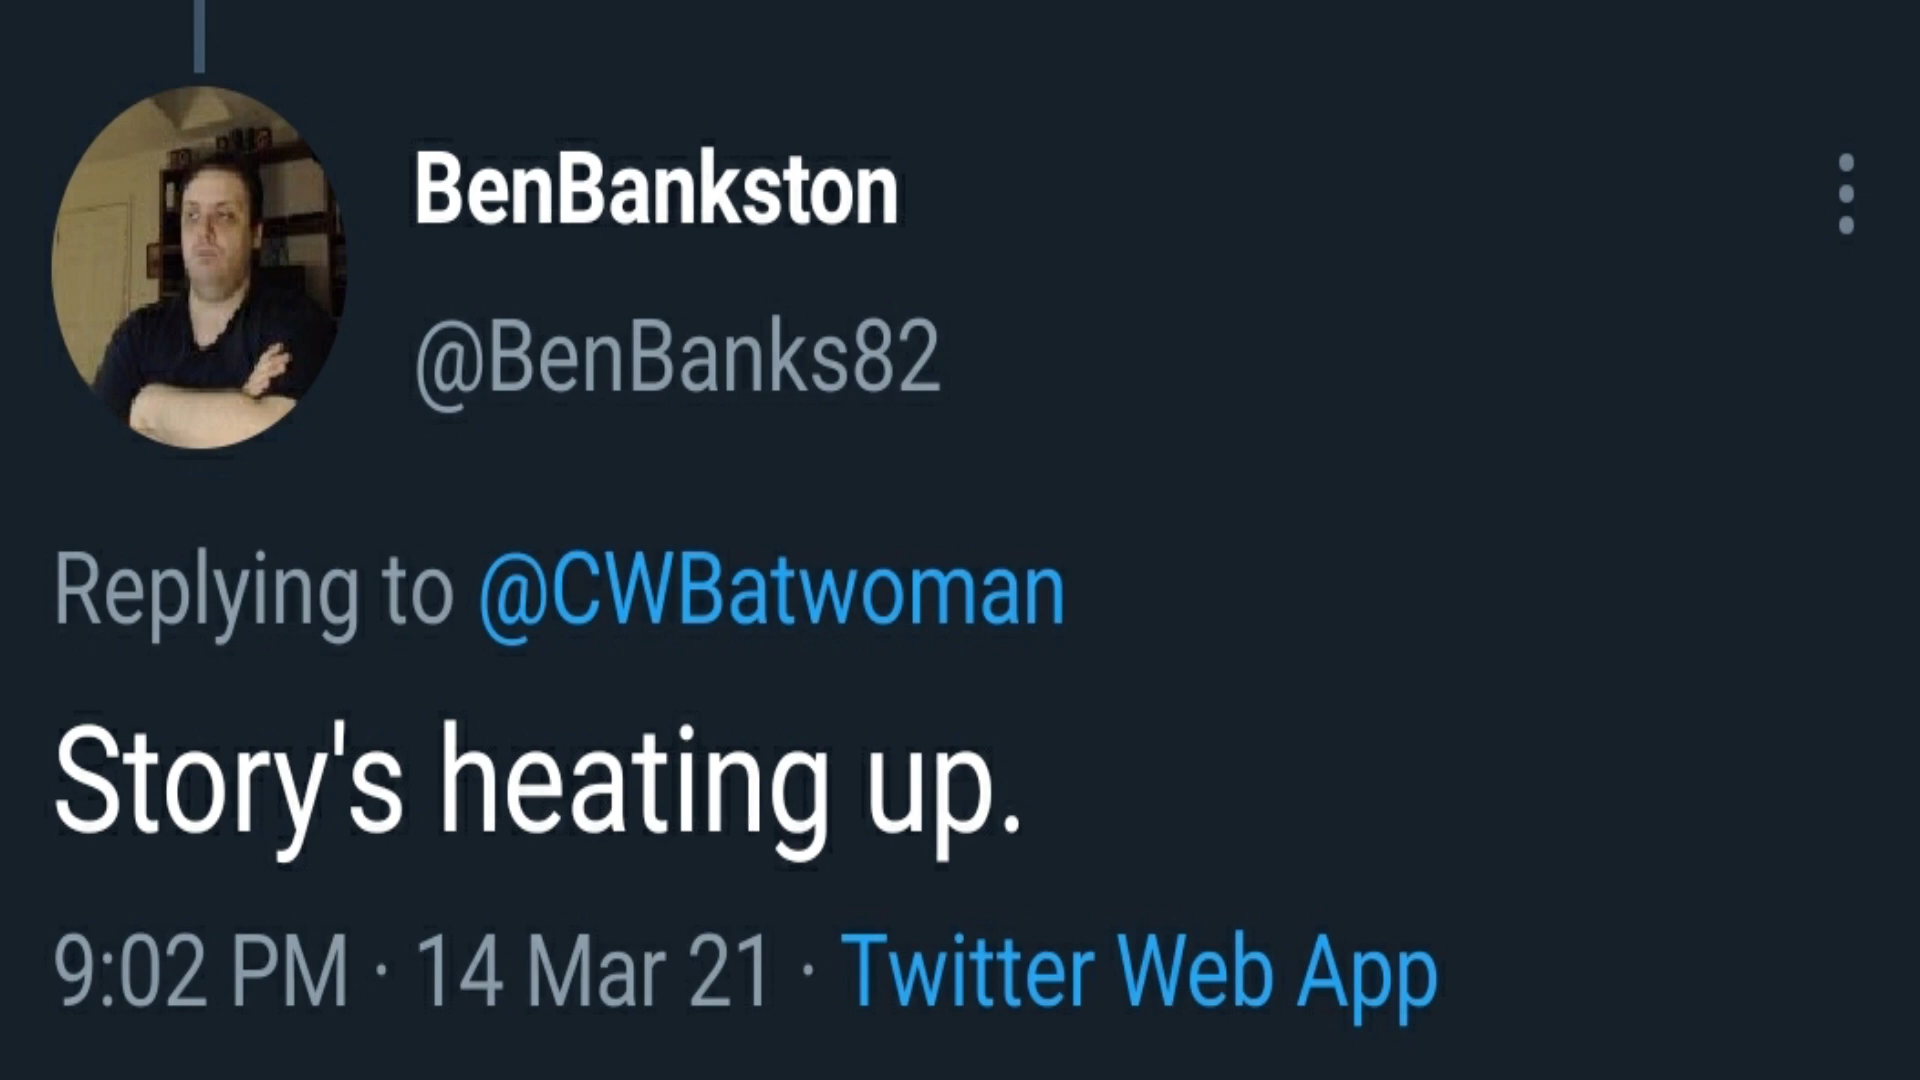 BenBankston
@BenBanks82
Replying to @CWBatwoman
Story's heating up.
9:02 PM · 14 Mar 21 · Twitter Web App